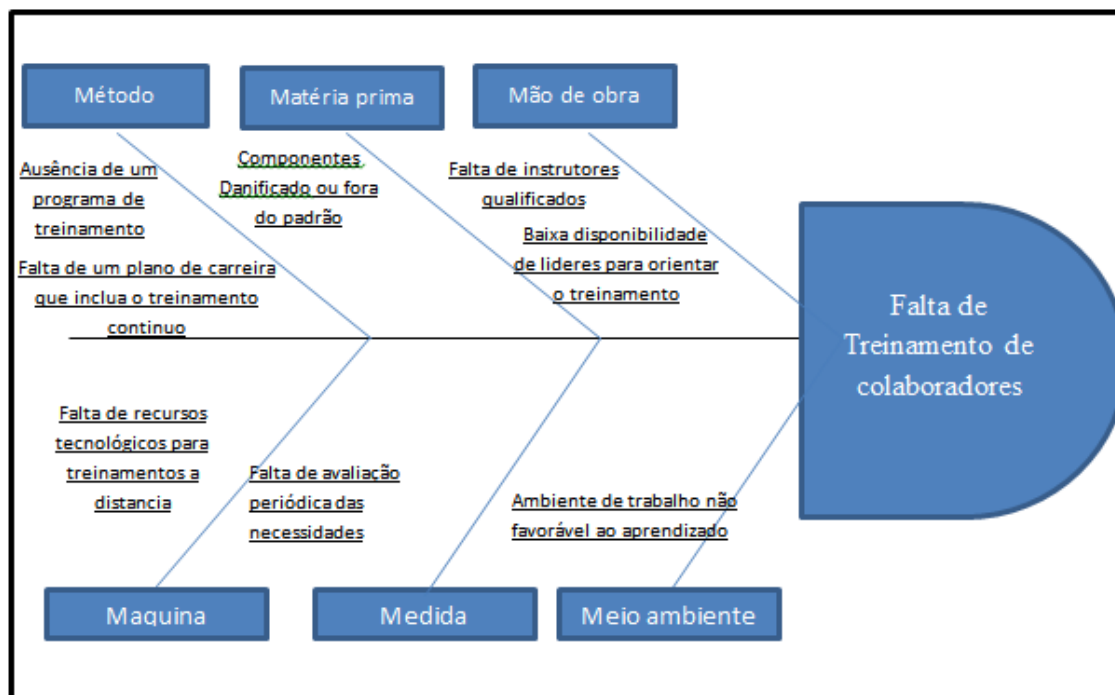 Método
Matéria prima
Mão de obra
Ausência de um
programa de
treinamento
Falta de um plano de carreira
que inclua o treinamento
continuo
Componentes
Danificado ou fora
do padrão
Falta de instrutores
qualificados
Baixa disponibilidade
de lideres para orientar
o treinamento
Falta de
Treinamento de
colaboradores
Falta de recursos
tecnológicos para
treinamentos a
distancia
Falta de avaliação
periódica das
necessidades
Ambiente de trabalho não
favorável ao aprendizado
Maquina
Medida
Meio ambiente